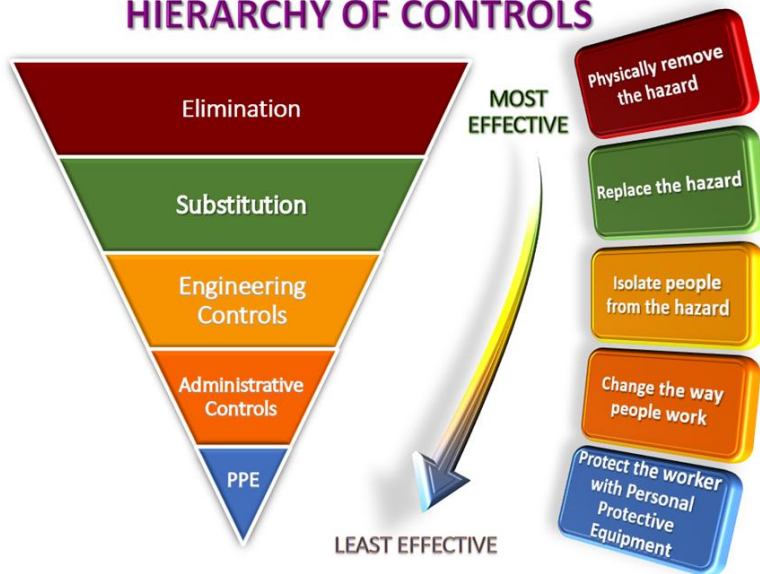 HIERARCHY OF CONTROLS
Elimination
Substitution
Engineering
Controls
Administrative
Controls
PPE
MOST
EFFECTIVE
LEAST EFFECTIVE
Physically remove
the hazard
Replace the hazard
Isolate people
from the hazard
Change the way
people work
Protect the worker
with Personal
Protective
Equipment